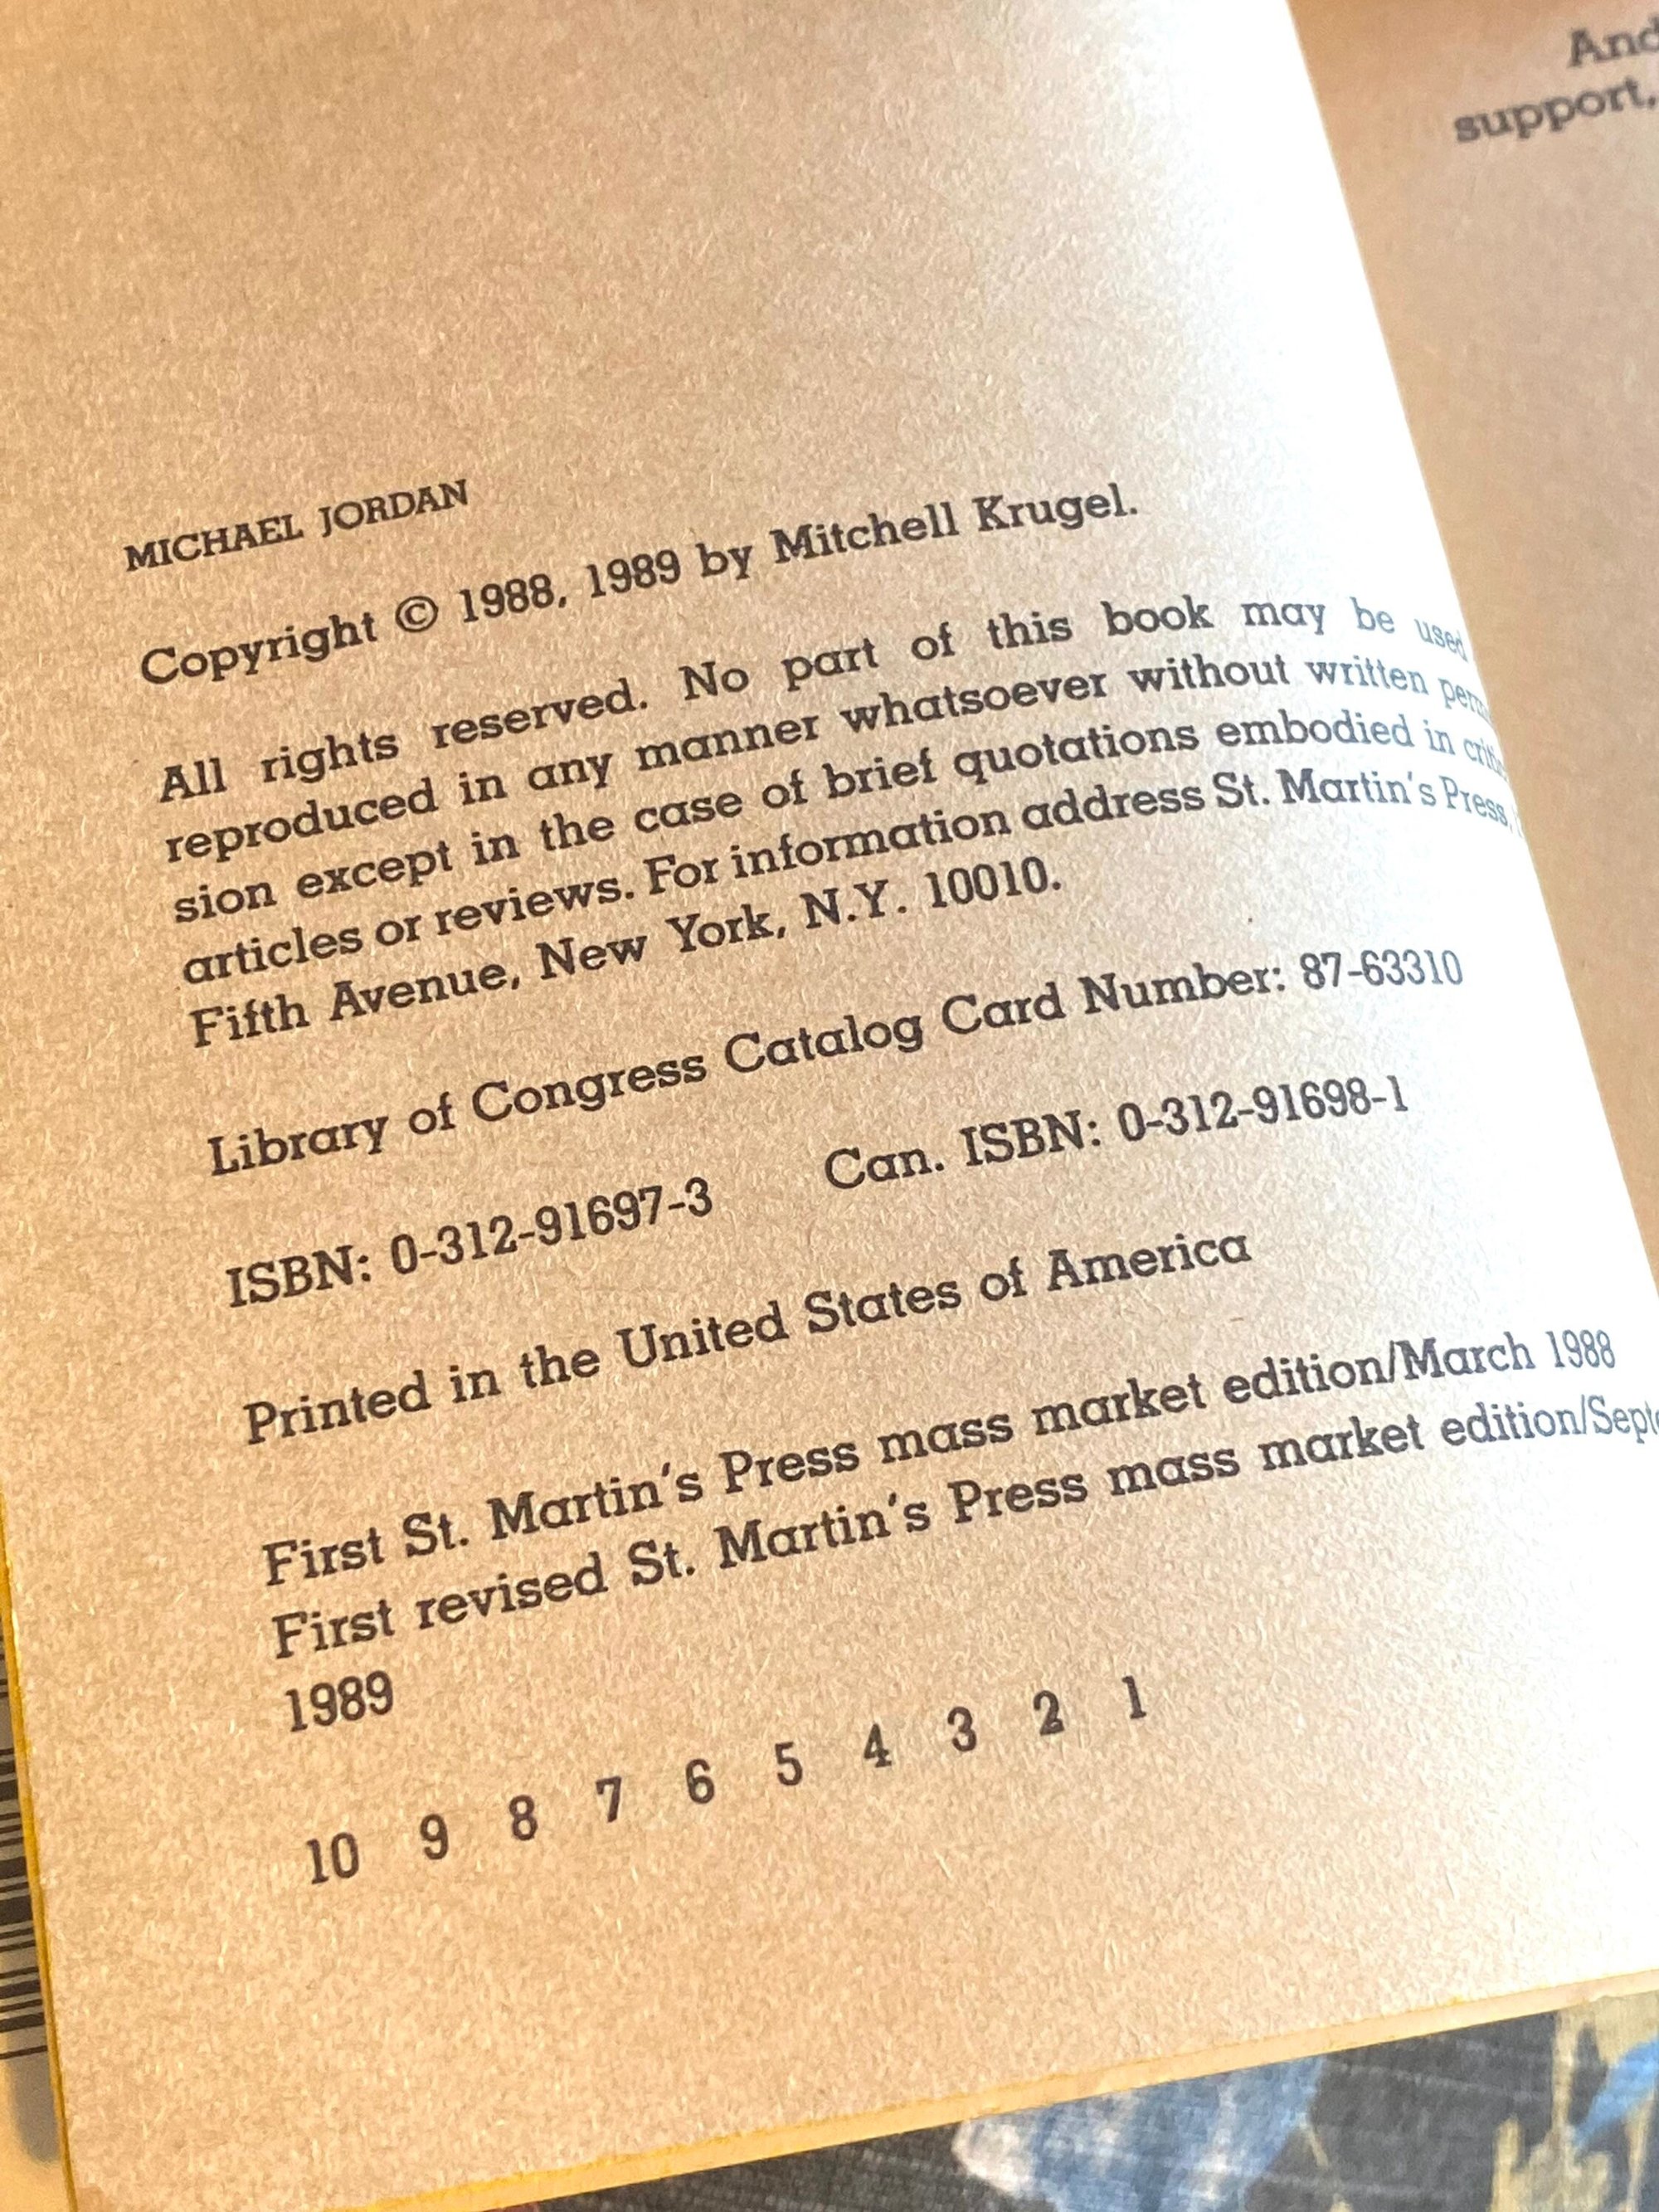 MICHAEL JORDAN
Copyright © 1988, 1989 by Mitchell Krugel.
All rights reserved. No part of this book may be used
reproduced in any manner whatsoever without written
sion except in the case of brief quotations embodied in
articles or reviews. For information address St. Martin's Press,
Fifth Avenue, New York, N.Y. 10010.
Library of Congress Catalog Card Number: 87-63310
ISBN: 0-312-91697-3 Can. ISBN: 0-312-91698-1
Printed in the United States of America
First St. Martin's Press mass market edition/March 1988
First revised St. Martin's Press mass market edition/
1989
10 9 8 7 6 5 4 3 2 1
And
support,